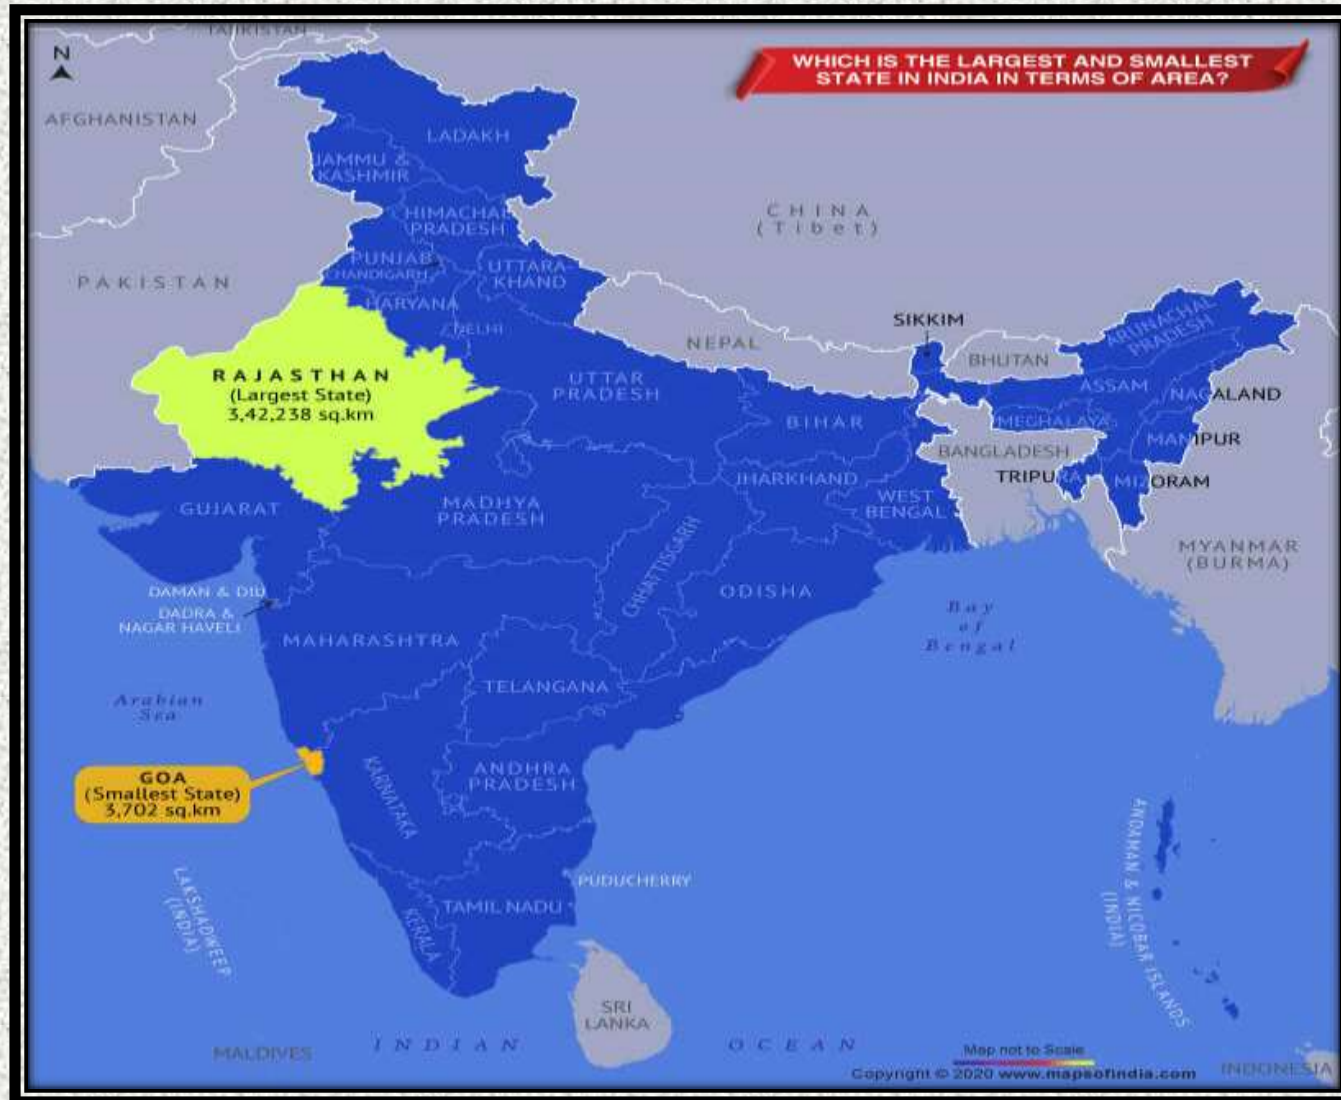 TAJIKISTAN
N
WHICH IS THE LARGEST AND SMALLEST
STATE IN INDIA IN TERMS OF AREA?
AFGHANISTAN
LADAKH
JAMMU &
KASHMIR
CHINA
(Tibet)
HIMACHAL
PRADESH
PUNJAB
CHANDIGARH
UTTARA-
KHAND
PAKISTAN
HARYANA
DELHI
SIKKIM
NEPAL
BHUTAN
ARUNACHAL
PRADESH
RAJASTHAN
(Largest State)
3,42,238 sq.km
UTTAR
PRADESH
ASSAM
NAGALAND
BIHAR
MEGHALAYA
MANIPUR
BANGLADESH
TRIPURA
MIZORAM
JHARKHAND
WEST
BENGAL
GUJARAT
MADHYA
PRADESH
CHHATTISGARH
MYANMAR
(BURMA)
DAMAN & DIU
DADRA &
NAGAR HAVELI
ODISHA
Bay
of
Bengal
MAHARASHTRA
TELANGANA
Arabian
Sea
GOA
(Smallest State)
3,702 sq.km
KARNATAKA
ANDHRA
PRADESH
PUDUCHERRY
TAMIL NADU
KERALA
LAKSHADWEEP
(INDIA)
ANDAMAN & NICOBAR ISLANDS
(INDIA)
SRI
LANKA
MALDIVES
INDIAN OCEAN
Map not to Scale
Copyright © 2020 www.mapsofindia.com
INDONESIA